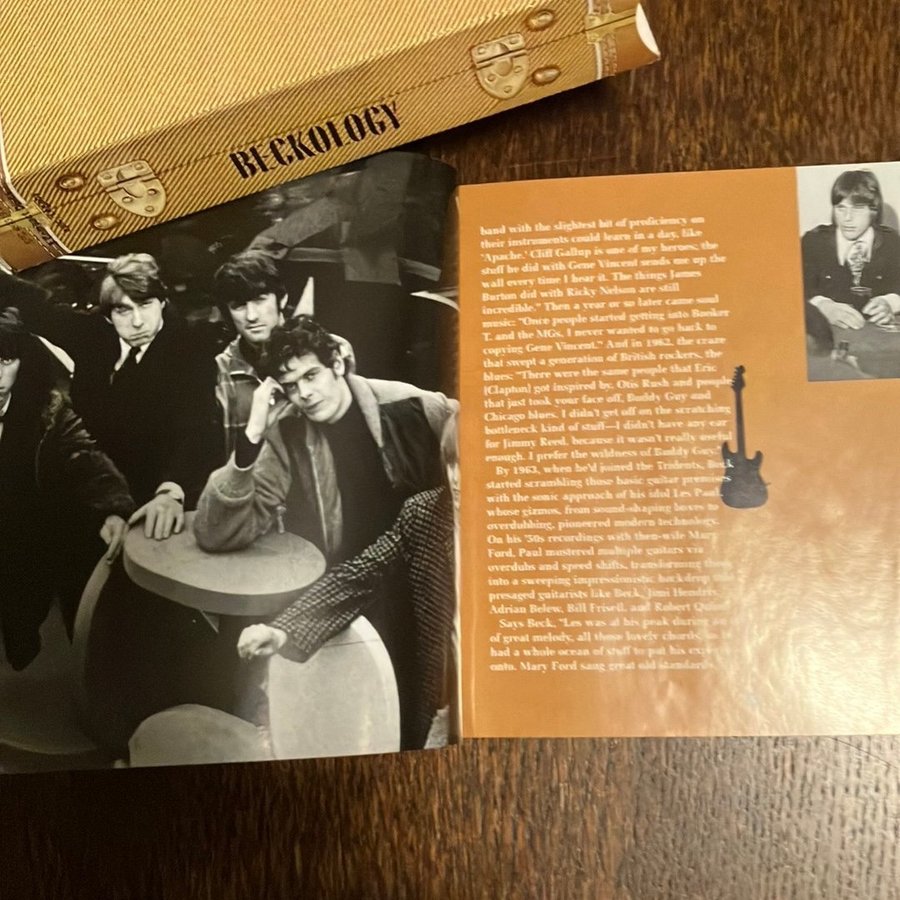 BECKOLOGY
band with the slightest bit of proficiency on
their instruments could learn in a day, like
'Apache.' Cliff Gallup is one of my heroes; the
stuff he did with Gene Vincent sends me up the
wall every time I hear it. The things James
Burton did with Ricky Nelson are still
incredible." Then a year or so later came soul
music: "Once people started getting into Booker
T. and the MGs, I never wanted to go back to
copying Gene Vincent." And in 1962, the craze
that swept a generation of British rockers, the
blues: "There were the same people that Eric
[Clapton] got inspired by, Otis Rush and people
that just took your face off, Buddy Guy and
Chicago blues. I didn't get off on the scratching
bottleneck kind of stuff—I didn't have any ear
for Jimmy Reed, because it wasn't really useful
enough. I prefer the wildness of Buddy Guy."
By 1963, when he'd joined the Tridents, Beck
started scrambling those basic guitar premises
with the sonic approach of his idol Les Paul,
whose gizmos, from sound-shaping boxes to
overdubbing, pioneered modern technology.
On his '50s recordings with then-wife Mary
Ford, Paul mastered multiple guitars via
overdubs and speed shifts, transforming them
into a sweeping impressionistic backdrop
presaged guitarists like Beck, Jimi Hendrix,
Adrian Belew, Bill Frisell, and Robert
Says Beck, "Les was at his peak during
of great melody, all those lovely chords,
had a whole ocean of stuff to put his
onto. Mary Ford sang great old standards